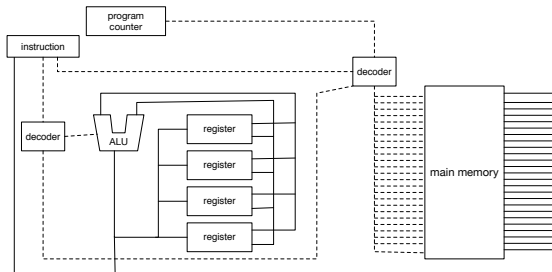 program
counter
instruction
decoder
decoder
ALU
register
register
register
register
main memory